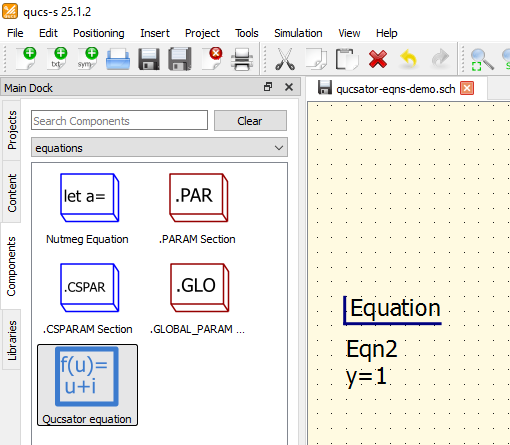 qucs-s 25.1.2
File Edit Positioning Insert Project Tools Simulation View Help
txt sym
Main Dock
qucsator-eqns-demo.sch
Search Components
Clear
equations
Projects
Content
Components
Libraries
let a=
.PAR
Nutmeg Equation
.PARAM Section
.CSPAR
.GLO
.CSPARAM Section
.GLOBAL_PARAM ...
f(u)=
u+i
Qucsator equation
Equation
Eqn2
y=1